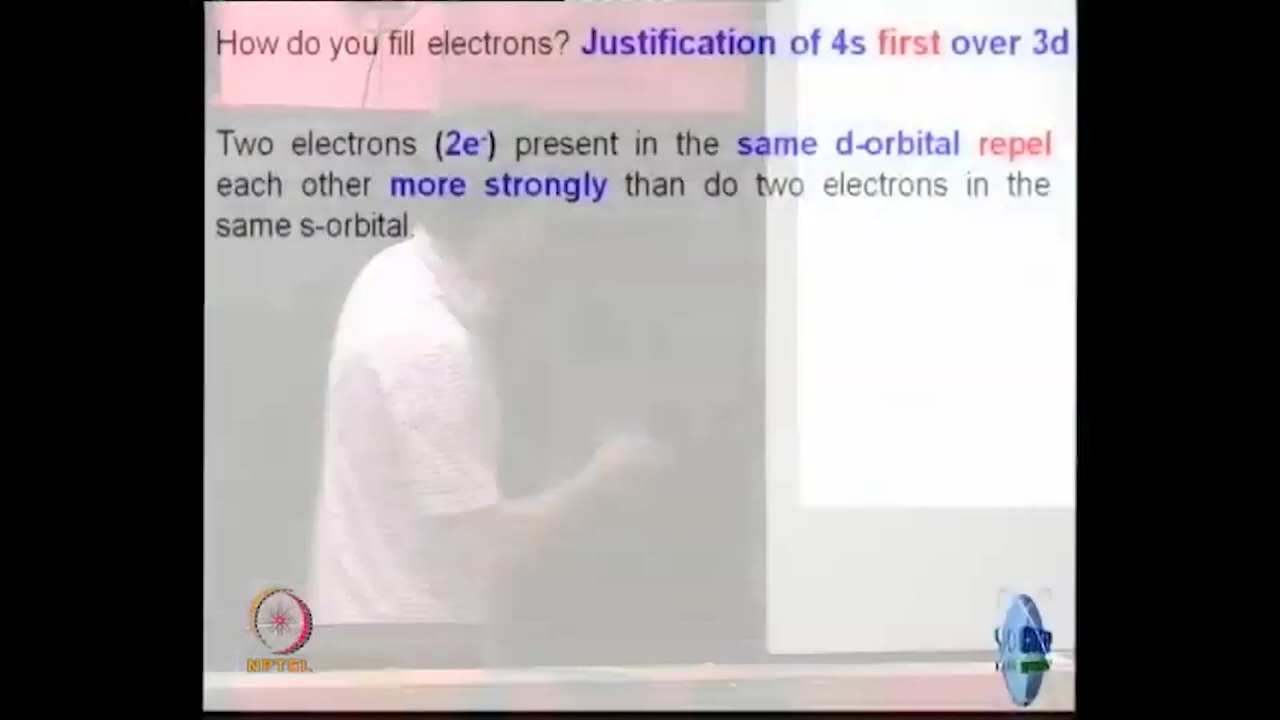 How do you fill electrons? Justification of 4s first over 3d
Two electrons (2e-) present in the same d-orbital repel
each other more strongly than do two electrons in the
same s-orbital.
NPTEL